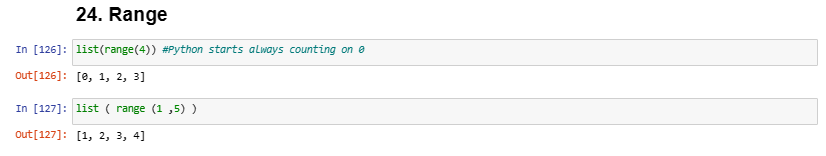 24. Range
In [126]: list(range(4)) #Python starts always counting on 0
Out[126]: [0, 1, 2, 3]
In [127]: list ( range (1 ,5) )
Out[127]: [1, 2, 3, 4]